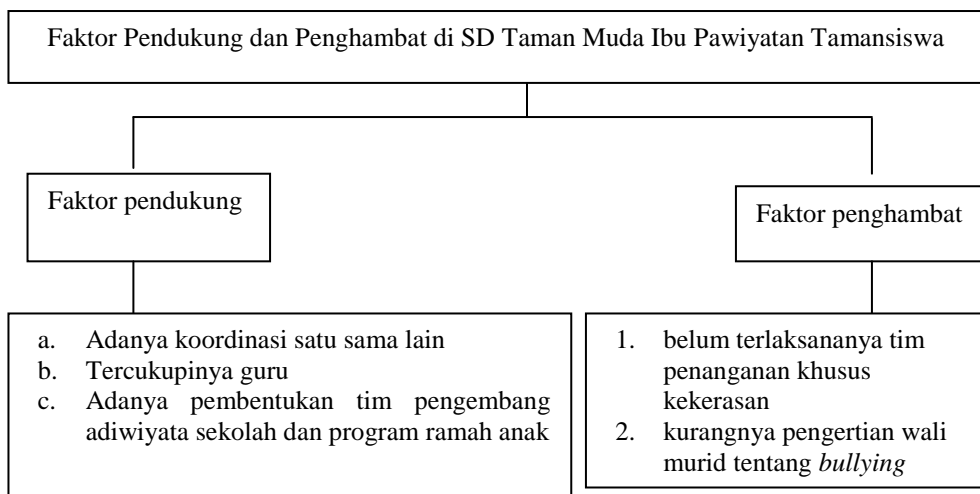 Faktor Pendukung dan Penghambat di SD Taman Muda Ibu Pawiyatan Tamansiswa
Faktor pendukung
Faktor penghambat
a. Adanya koordinasi satu sama lain
b. Tercukupinya guru
c. Adanya pembentukan tim pengembang
adiwiyata sekolah dan program ramah anak
1. belum terlaksananya tim
penanganan khusus
kekerasan
2. kurangnya pengertian wali
murid tentang bullying